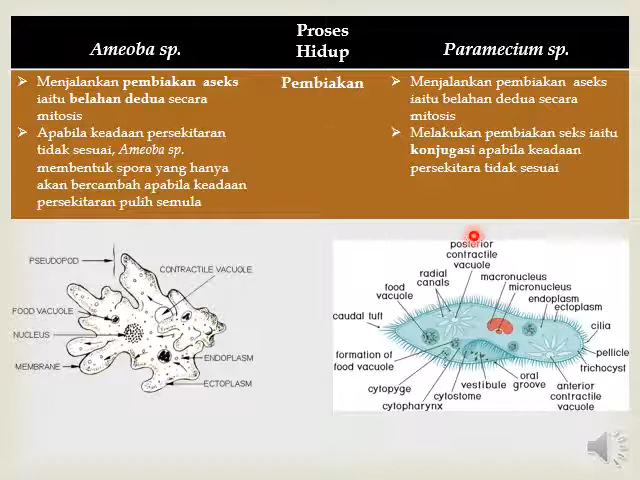 Ameoba sp.
Proses
Hidup
Paramecium sp.
➢ Menjalankan pembiakan aseks
iaitu belahan dedua secara
mitosis
➢ Apabila keadaan persekitaran
tidak sesuai, Ameoba sp.
membentuk spora yang hanya
akan bercambah apabila keadaan
persekitaran pulih semula
Pembiakan
➢ Menjalankan pembiakan aseks
iaitu belahan dedua secara
mitosis
➢ Melakukan pembiakan seks iaitu
konjugasi apabila keadaan
persekitara tidak sesuai
PSEUDOPOD
CONTRACTILE VACUOLE
FOOD VACUOLE
NUCLEUS
MEMBRANE
ENDOPLASM
ECTOPLASM
posterior
contractile
vacuole
radial
canals
macronucleus
micronucleus
food
vacuole
endoplasm
ectoplasm
caudal tuft
cilia
pellicle
trichocyst
formation of
food vacuole
cytopyge
cytopharynx
cytostome
vestibule
oral
groove
anterior
contractile
vacuole